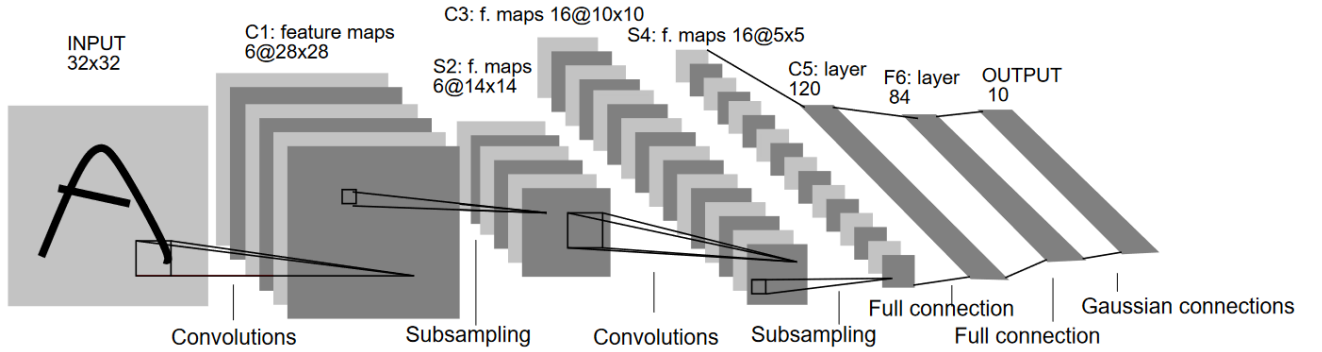 INPUT
32x32
C1: feature maps
6@28x28
S2: f. maps
6@14x14
C3: f. maps 16@10x10
S4: f. maps 16@5x5
C5: layer
120
F6: layer
84
OUTPUT
10
Convolutions
Subsampling
Convolutions
Subsampling
Full connection
Full connection
Gaussian connections
A